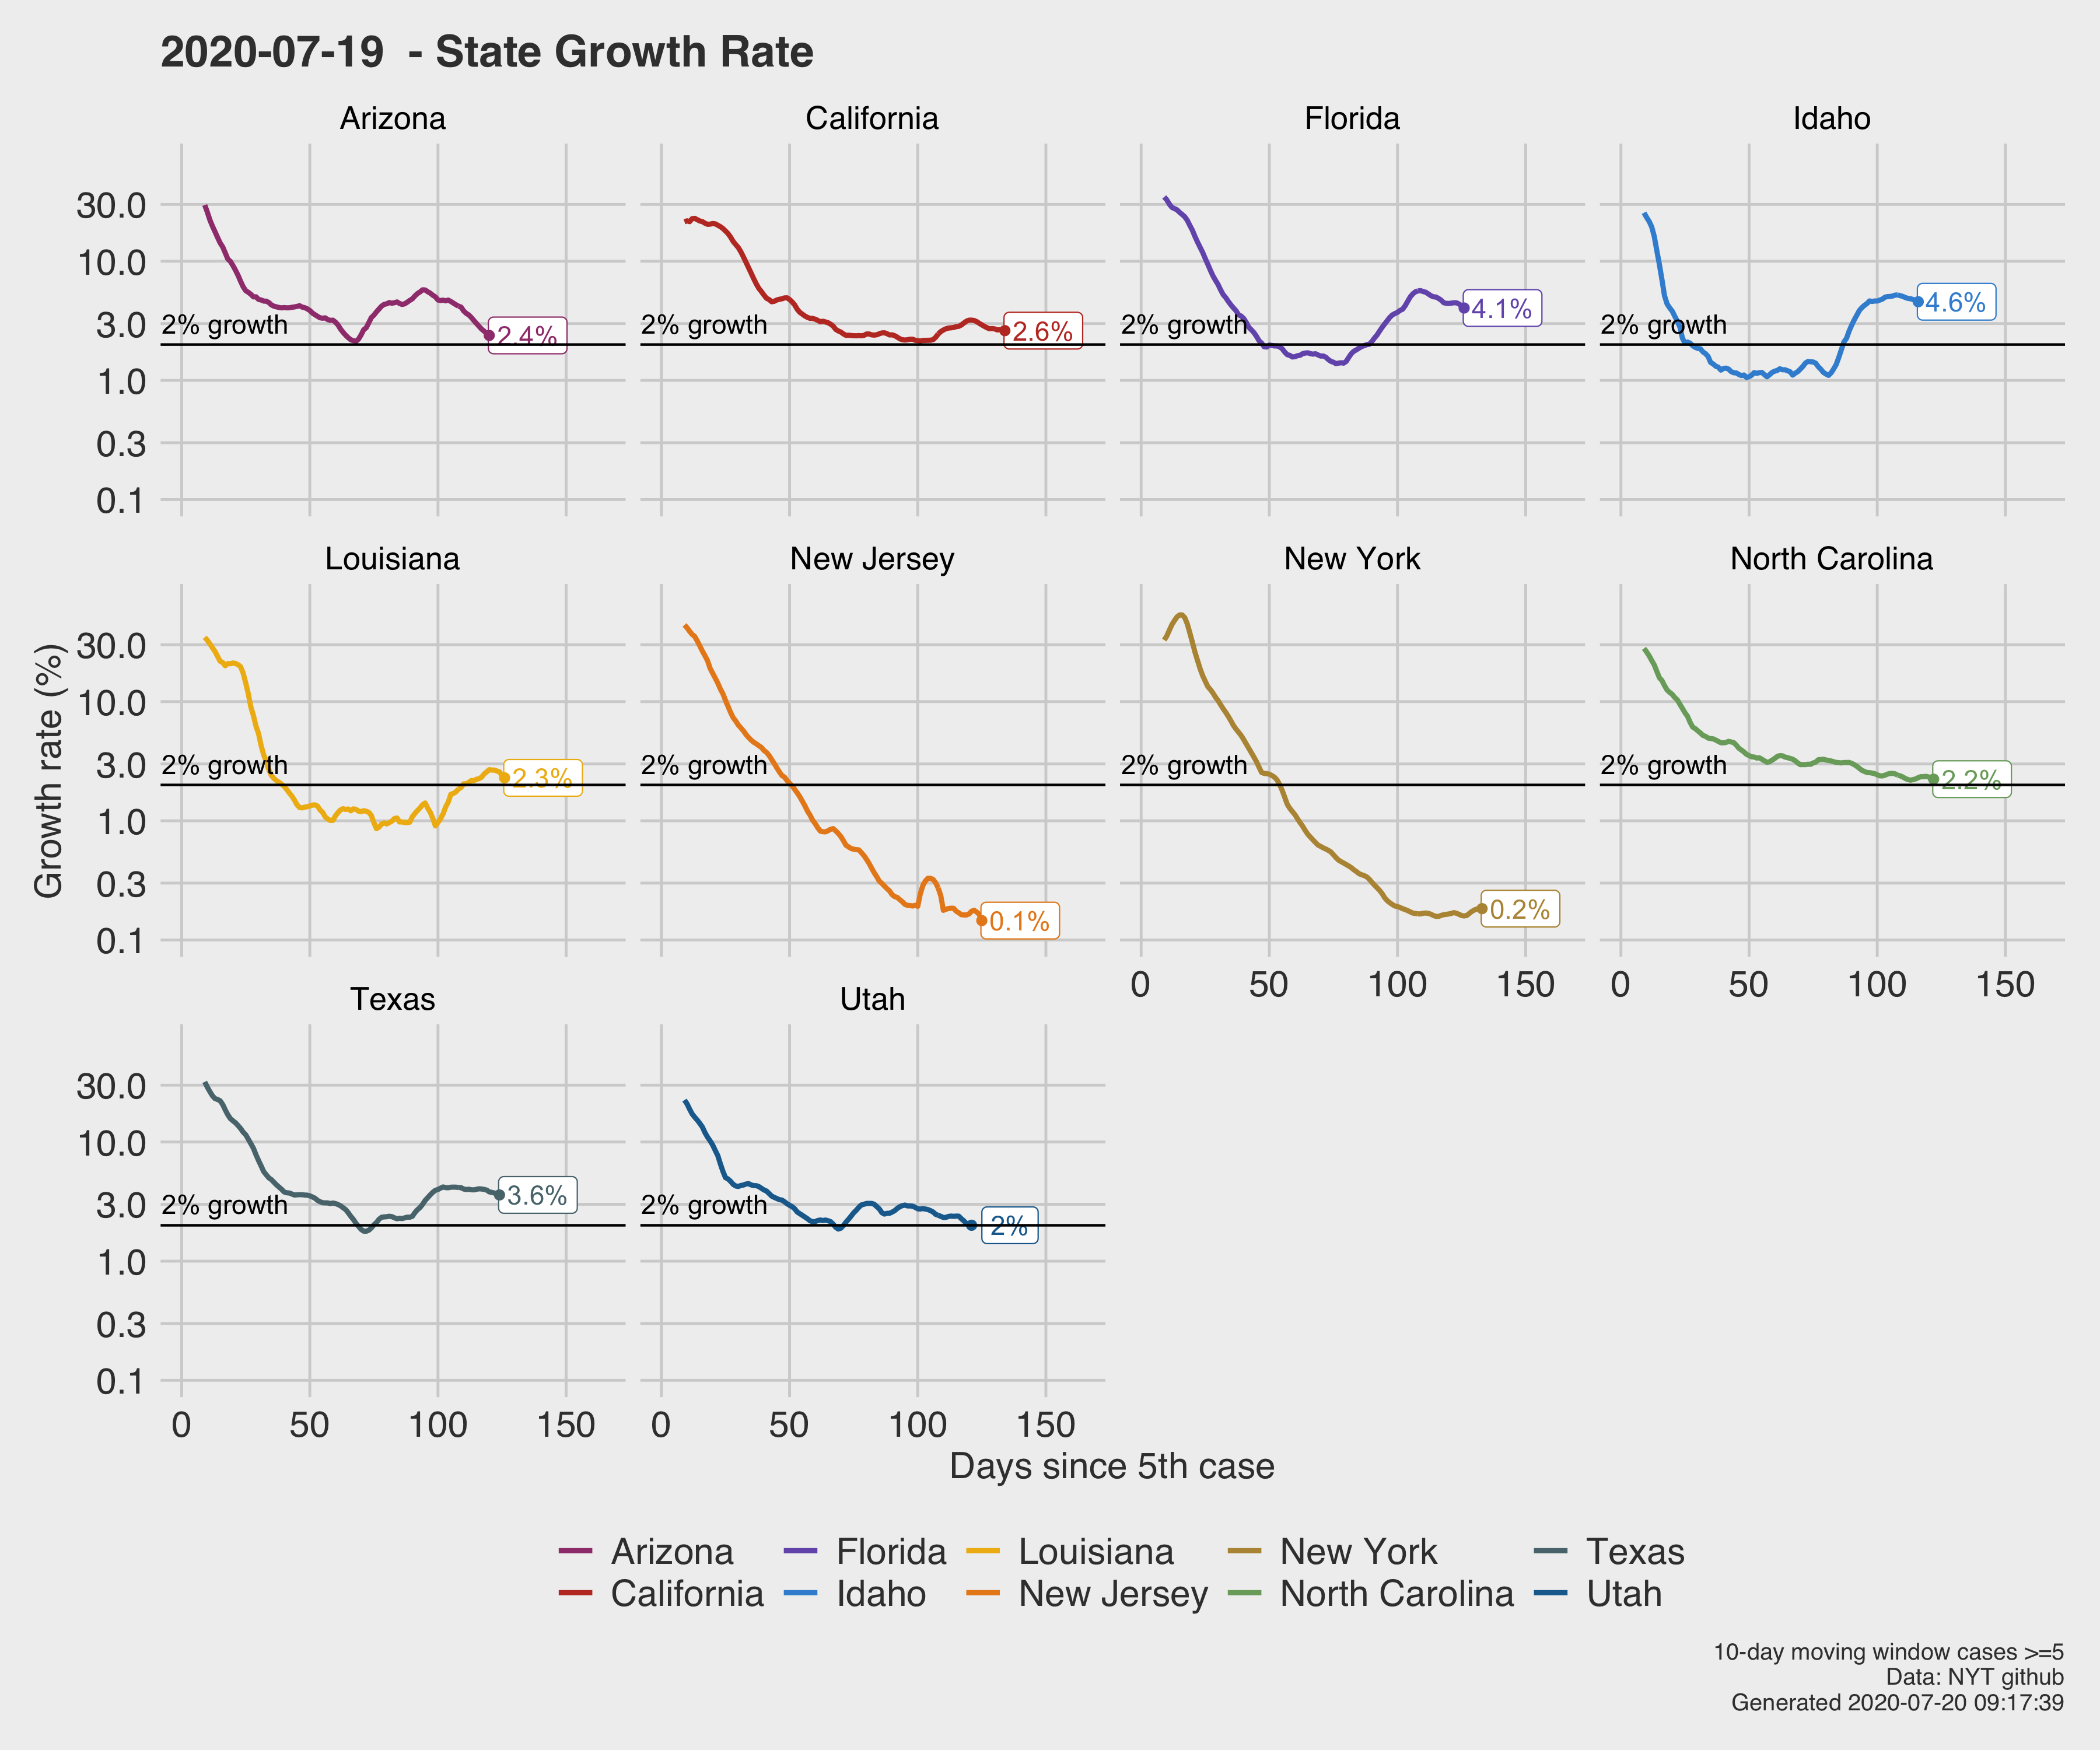 2020-07-19 - State Growth Rate
Arizona
California
Florida
Idaho
30.0
10.0
3.0
1.0
0.3
0.1
2% growth
2.4%
2% growth
2.6%
2% growth
4.1%
2% growth
4.6%
Louisiana
New Jersey
New York
North Carolina
Growth rate (%)
30.0
10.0
3.0
1.0
0.3
0.1
2% growth
2.3%
2% growth
0.1%
2% growth
0.2%
2% growth
2.2%
0 50 100 150
0 50 100 150
Texas
Utah
30.0
10.0
3.0
1.0
0.3
0.1
2% growth
3.6%
2% growth
2%
0 50 100 150
0 50 100 150
Days since 5th case
Arizona Florida Louisiana New York Texas
California Idaho New Jersey North Carolina Utah
10-day moving window cases >=5
Data: NYT github
Generated 2020-07-20 09:17:39